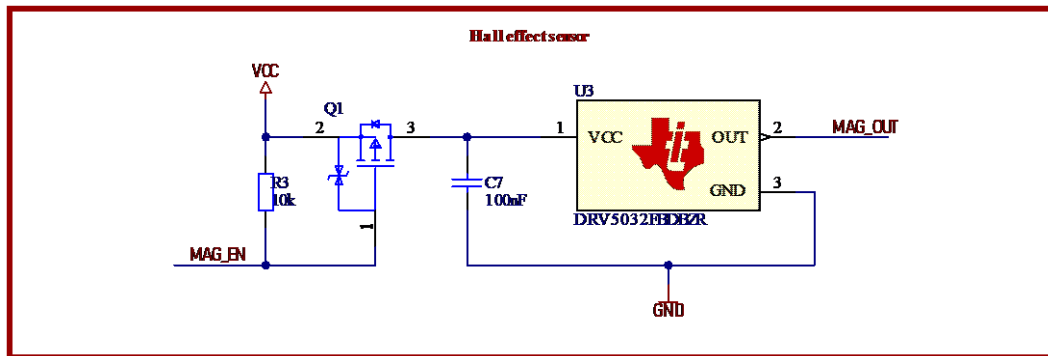 Hall effect sensor
VCC
Q1
U3
2
3
1
VCC
OUT
2
MAG_OUT
R3
10k
C7
100nF
GND
3
1
DRV5032FBDBZR
MAG_EN
GND